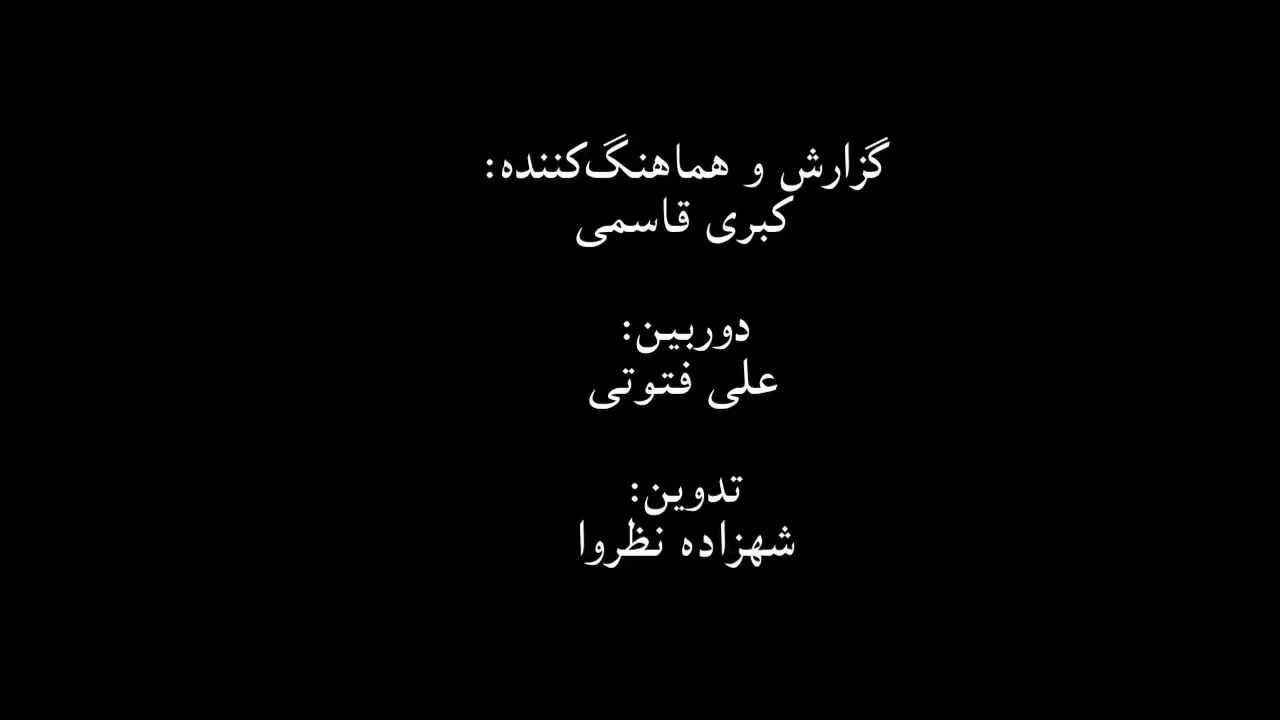 گزارش و هماهنگ‌کننده:
کبری قاسمی
دوربین:
علی فتوتی
تدوین:
شهزاده نظروا